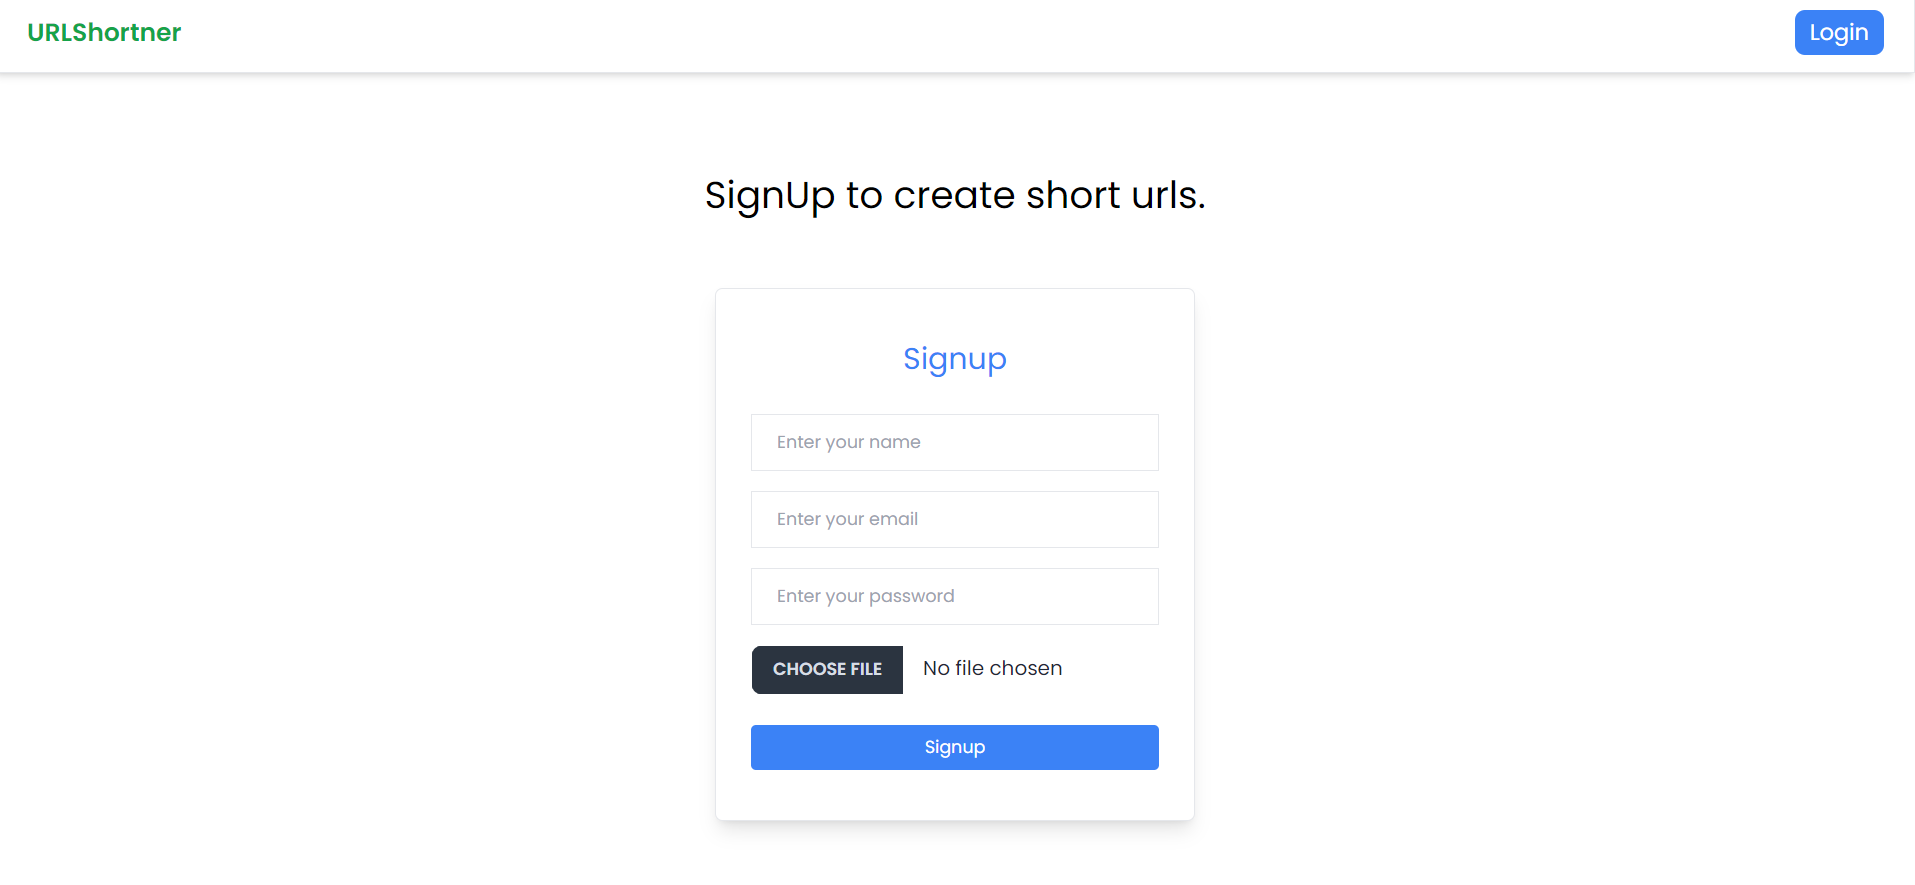 URLShortner
Login
SignUp to create short urls.
Signup
Enter your name
Enter your email
Enter your password
CHOOSE FILE No file chosen
Signup